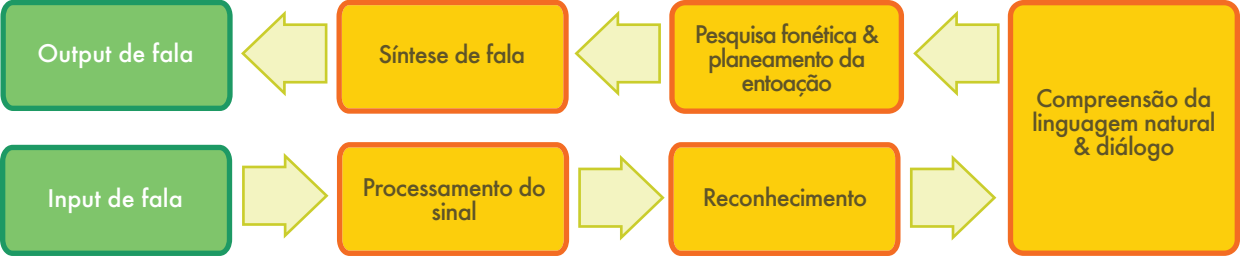 Output de fala
Síntese de fala
Pesquisa fonética &
planeamento da
entoação
Compreensão da
linguagem natural
& diálogo
Input de fala
Processamento do
sinal
Reconhecimento